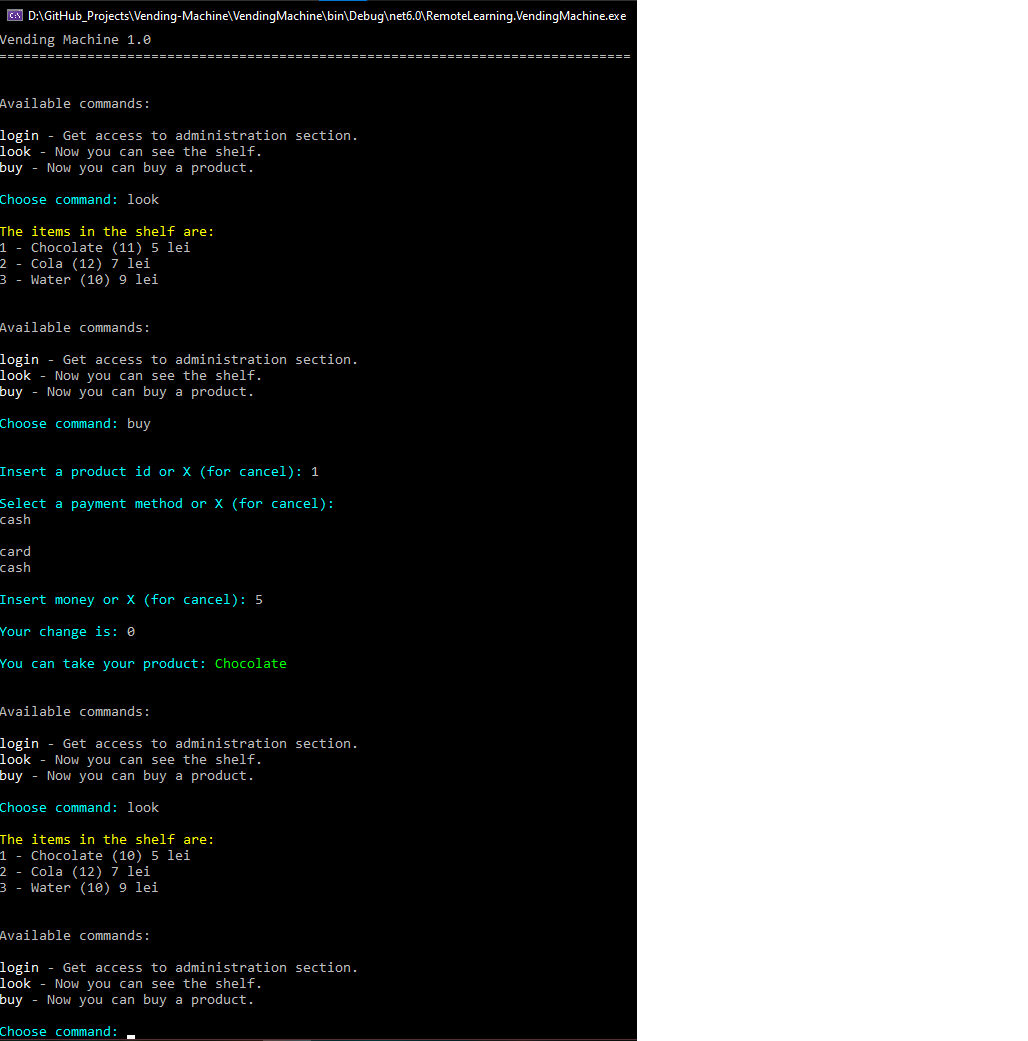 D:\GitHub_Projects\Vending-Machine\VendingMachine\bin\Debug\net6.0\RemoteLearning.VendingMachine.exe
Vending Machine 1.0
===============================================================================
Available commands:
login - Get access to administration section.
look - Now you can see the shelf.
buy - Now you can buy a product.
Choose command: look
The items in the shelf are:
1 - Chocolate (11) 5 lei
2 - Cola (12) 7 lei
3 - Water (10) 9 lei
Available commands:
login - Get access to administration section.
look - Now you can see the shelf.
buy - Now you can buy a product.
Choose command: buy
Insert a product id or X (for cancel): 1
Select a payment method or X (for cancel):
cash
card
cash
Insert money or X (for cancel): 5
Your change is: 0
You can take your product: Chocolate
Available commands:
login - Get access to administration section.
look - Now you can see the shelf.
buy - Now you can buy a product.
Choose command: look
The items in the shelf are:
1 - Chocolate (10) 5 lei
2 - Cola (12) 7 lei
3 - Water (10) 9 lei
Available commands:
login - Get access to administration section.
look - Now you can see the shelf.
buy - Now you can buy a product.
Choose command: